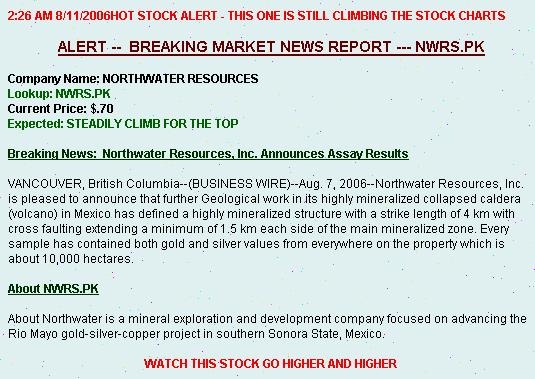 2:26 AM 8/11/2006HOT STOCK ALERT - THIS ONE IS STILL CLIMBING THE STOCK CHARTS
ALERT -- BREAKING MARKET NEWS REPORT --- NWRS.PK
Company Name: NORTHWATER RESOURCES
Lookup: NWRS.PK
Current Price: $.70
Expected: STEADILY CLIMB FOR THE TOP
Breaking News: Northwater Resources, Inc. Announces Assay Results
VANCOUVER, British Columbia--(BUSINESS WIRE)--Aug. 7, 2006--Northwater Resources, Inc.
is pleased to announce that further Geological work in its highly mineralized collapsed caldera
(volcano) in Mexico has defined a highly mineralized structure with a strike length of 4 km with
cross faulting extending a minimum of 1.5 km each side of the main mineralized zone. Every
sample has contained both gold and silver values from everywhere on the property which is
about 10,000 hectares.
About NWRS.PK
About Northwater is a mineral exploration and development company focused on advancing the
Rio Mayo gold-silver-copper project in southern Sonora State, Mexico.
WATCH THIS STOCK GO HIGHER AND HIGHER